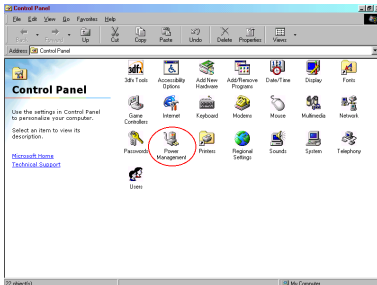 Control Panel
File Edit View Go Favorites Help
Back Forward Up Cut Copy Paste Undo Delete Properties Views
Address Control Panel
Control Panel
Use the settings in Control Panel
to personalize your computer.
Select an item to view its
description.
Microsoft Home
Technical Support
3dfx Tools
Accessibility
Options
Add New
Hardware
Add/Remove
Programs
Date/Time
Display
Fonts
Game
Controllers
Internet
Keyboard
Modems
Mouse
Multimedia
Network
Passwords
Power
Management
Printers
Regional
Settings
Sounds
System
Telephony
Users
22 object(s)
My Computer